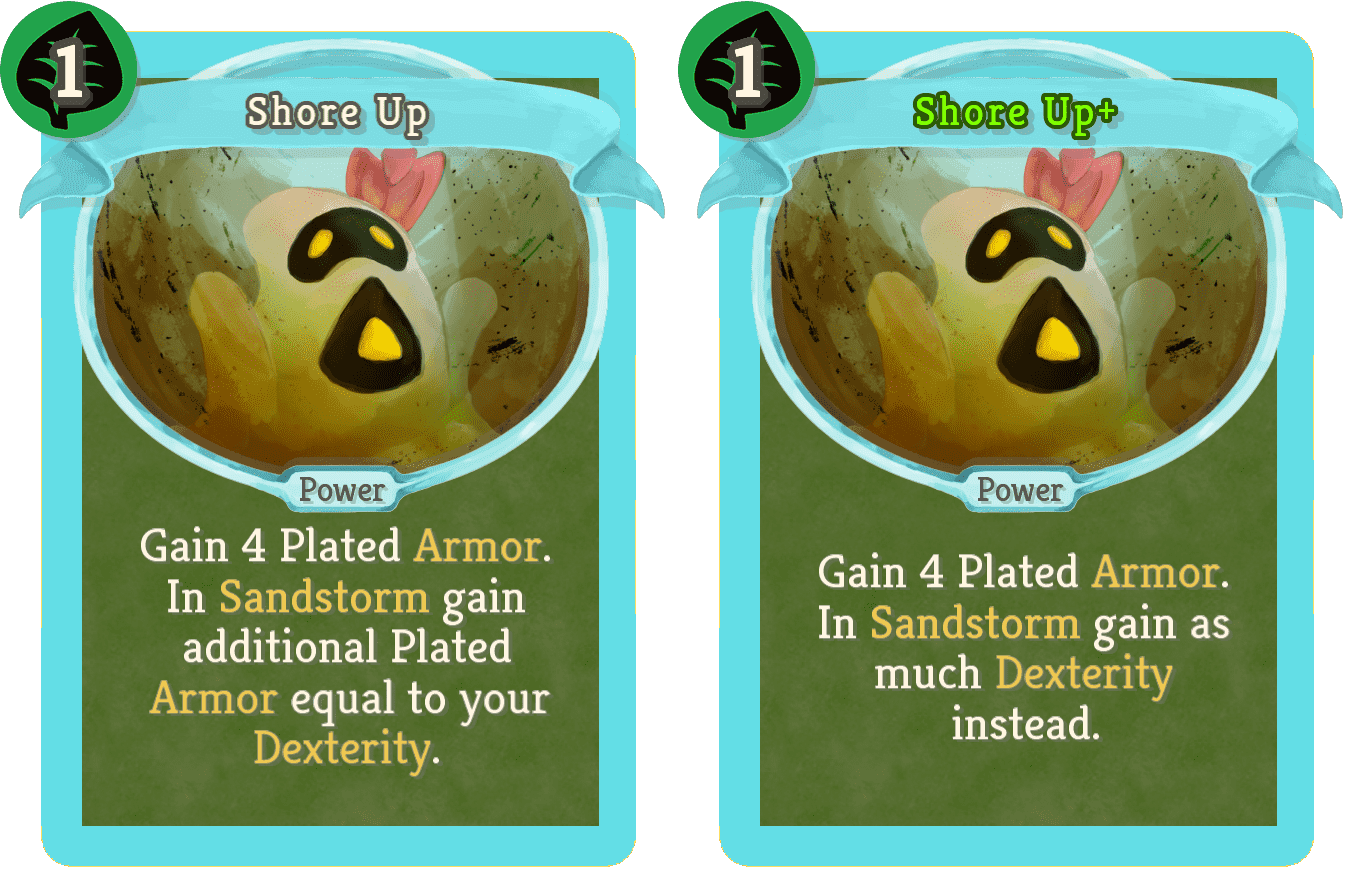 1
Shore Up
Power
Gain 4 Plated Armor.
In Sandstorm gain
additional Plated
Armor equal to your
Dexterity.
1
Shore Up+
Power
Gain 4 Plated Armor.
In Sandstorm gain as
much Dexterity
instead.